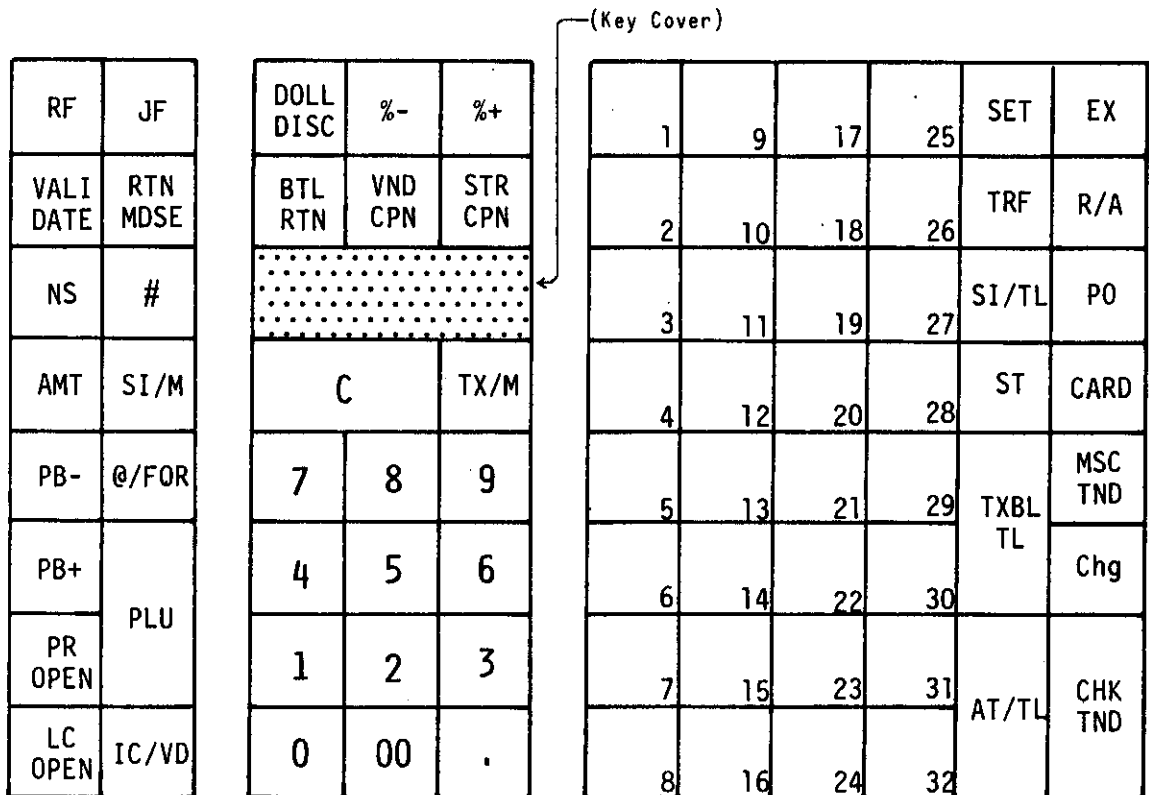 (Key Cover)
RF JF
VALI DATE RTN MDSE
NS #
AMT SI/M
PB- @/FOR
PB+ PLU
PR OPEN
LC OPEN IC/VD
DOLL DISC %- %+
BTL RTN VND CPN STR CPN
C TX/M
7 8 9
4 5 6
1 2 3
0 00 .
1 9 17 25 SET EX
2 10 18 26 TRF R/A
3 11 19 27 SI/TL PO
4 12 20 28 ST CARD
5 13 21 29 TXBL TL MSC TND
6 14 22 30 Chg
7 15 23 31 AT/TL CHK TND
8 16 24 32